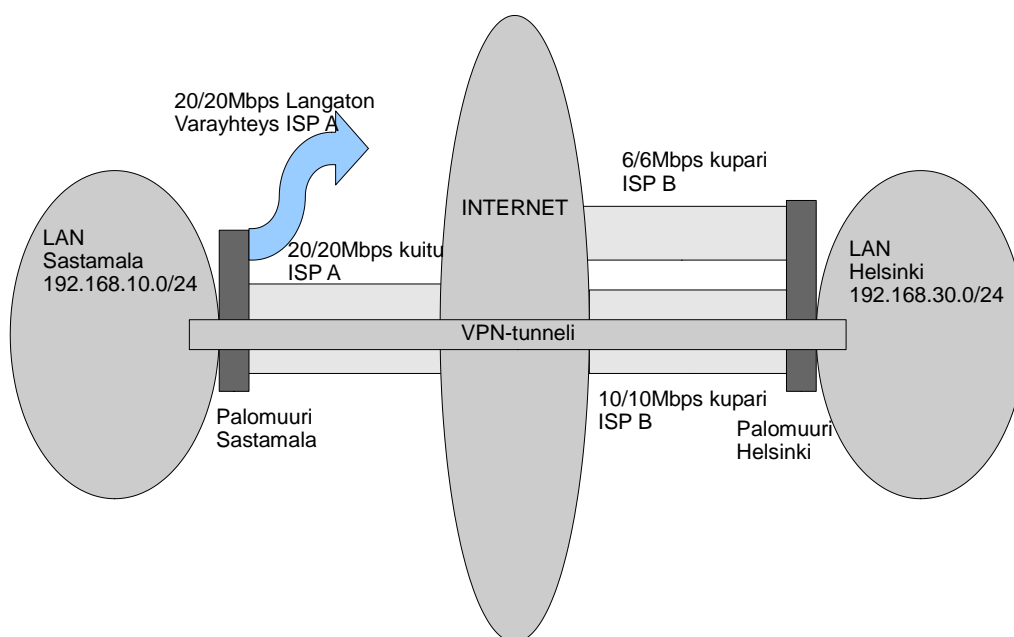 20/20Mbps Langaton
Varayhteys ISP A
6/6Mbps kupari
ISP B
INTERNET
LAN
Sastamala
192.168.10.0/24
20/20Mbps kuitu
ISP A
LAN
Helsinki
192.168.30.0/24
VPN-tunneli
10/10Mbps kupari
ISP B
Palomuuri
Sastamala
Palomuuri
Helsinki